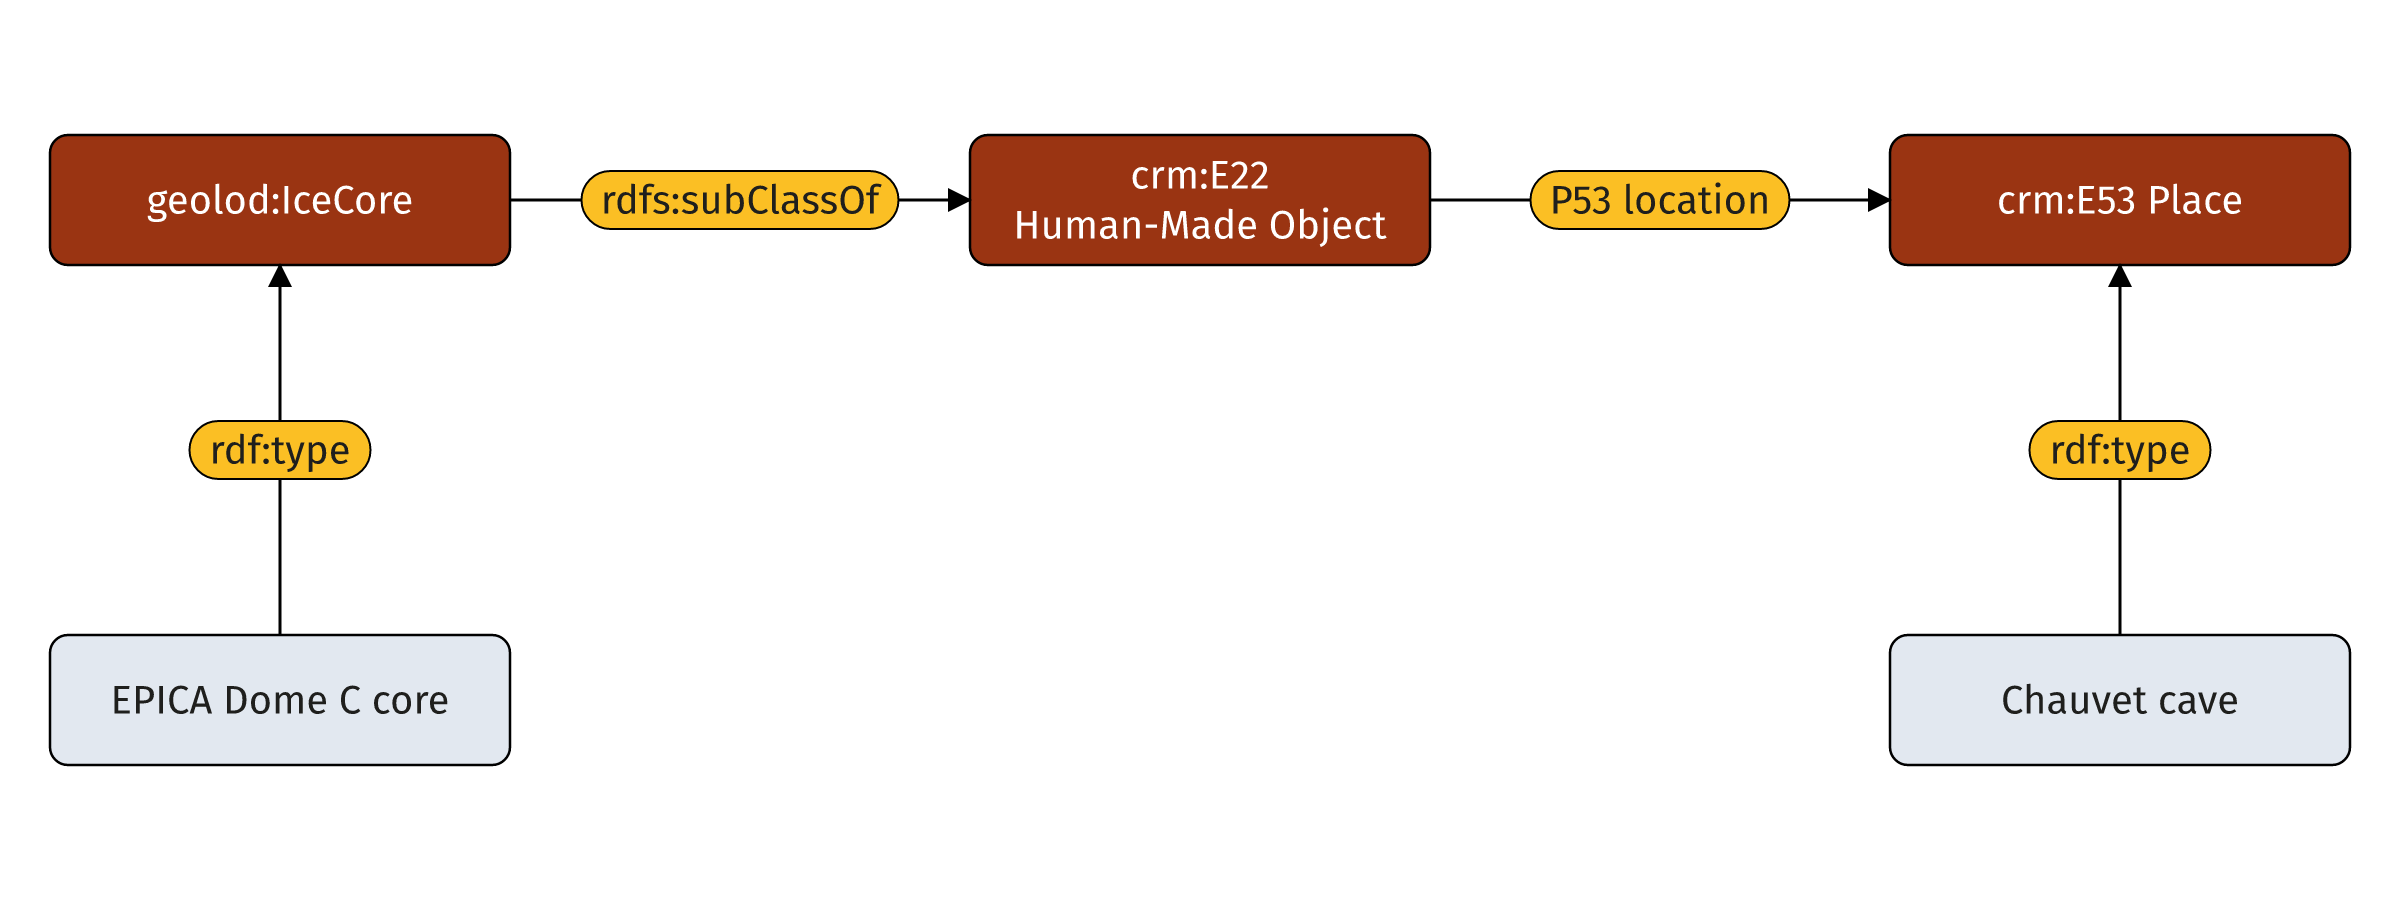 geolod:IceCore
rdfs:subClassOf
crm:E22
Human-Made Object
P53 location
crm:E53 Place
rdf:type
rdf:type
EPICA Dome C core
Chauvet cave